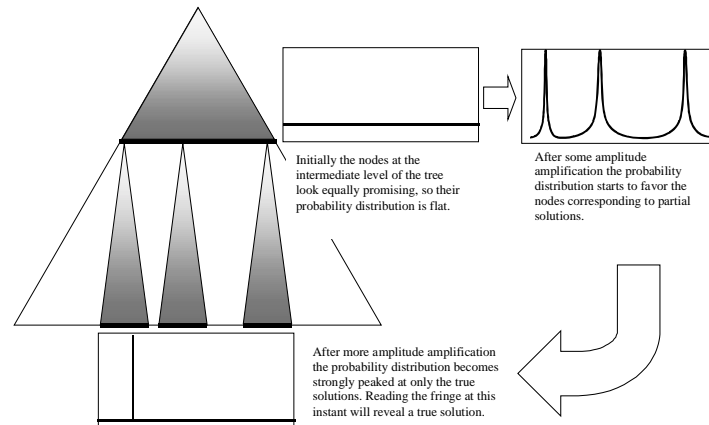 Initially the nodes at the
intermediate level of the tree
look equally promising, so their
probability distribution is flat.
After some amplitude
amplification the probability
distribution starts to favor the
nodes corresponding to partial
solutions.
After more amplitude amplification
the probability distribution becomes
strongly peaked at only the true
solutions. Reading the fringe at this
instant will reveal a true solution.